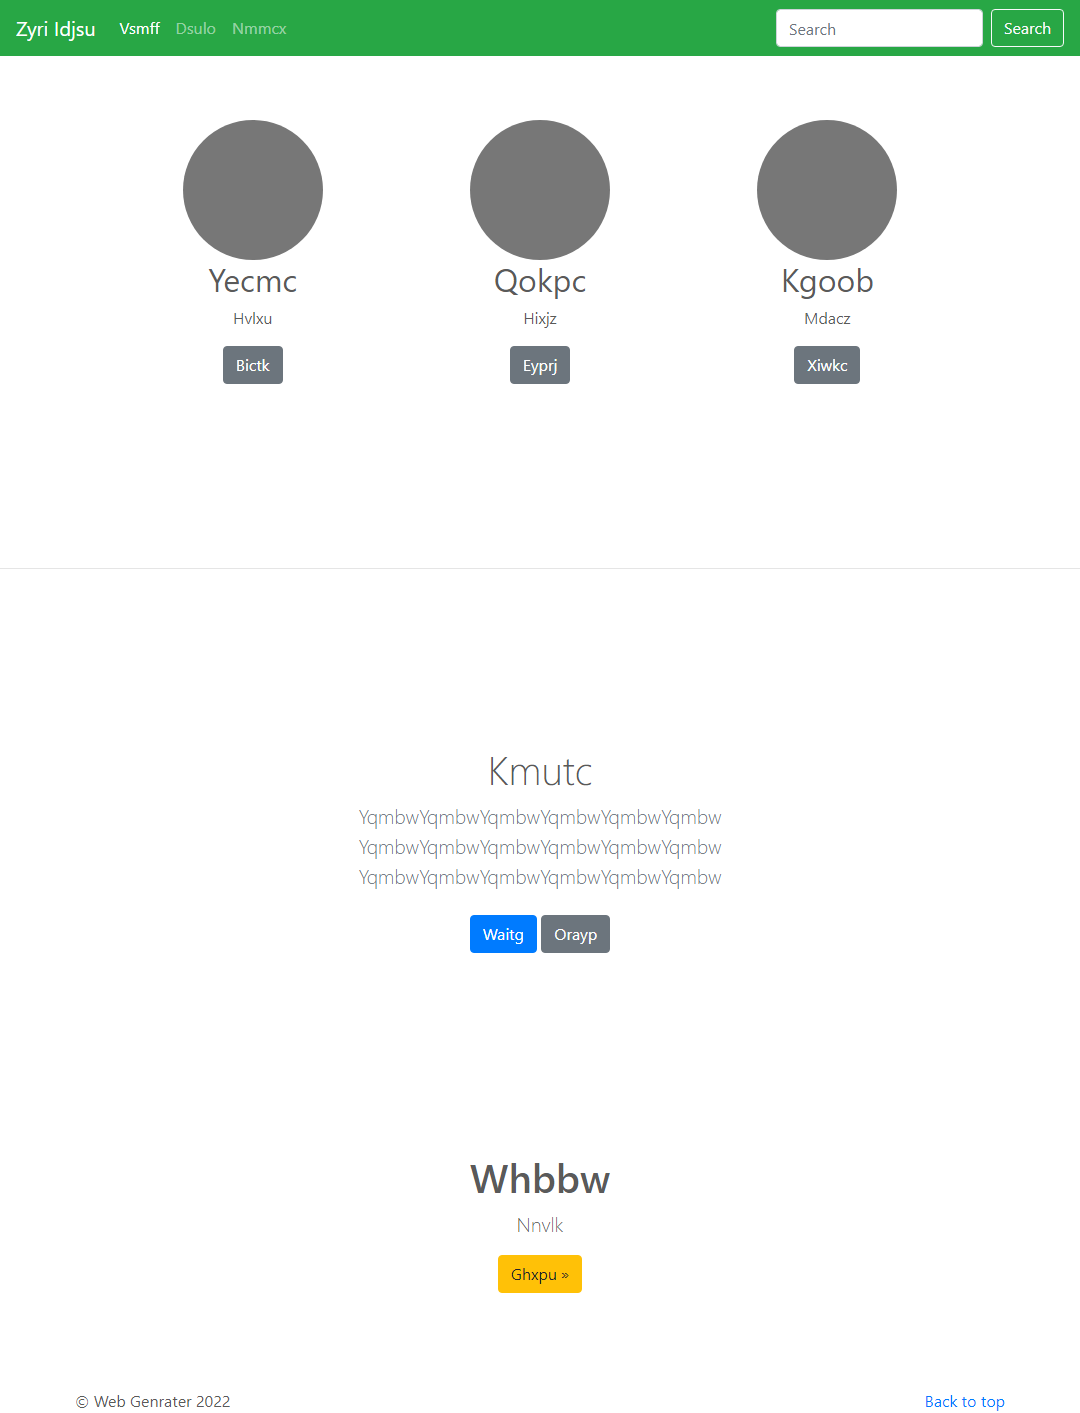 Zyri Idjsu Vsmff Dsulo Nmmcx Search Search
Yecmc Qokpc Kgoob
Hvlxu Hixjz Mdacz
Bictk Eyprj Xiwkc
Kmutc
YqmbwYqmbwYqmbwYqmbwYqmbwYqmbw
YqmbwYqmbwYqmbwYqmbwYqmbwYqmbw
YqmbwYqmbwYqmbwYqmbwYqmbwYqmbw
Waitg Orayp
Whbbw
Nnvlk
Ghxpu »
© Web Genrater 2022 Back to top